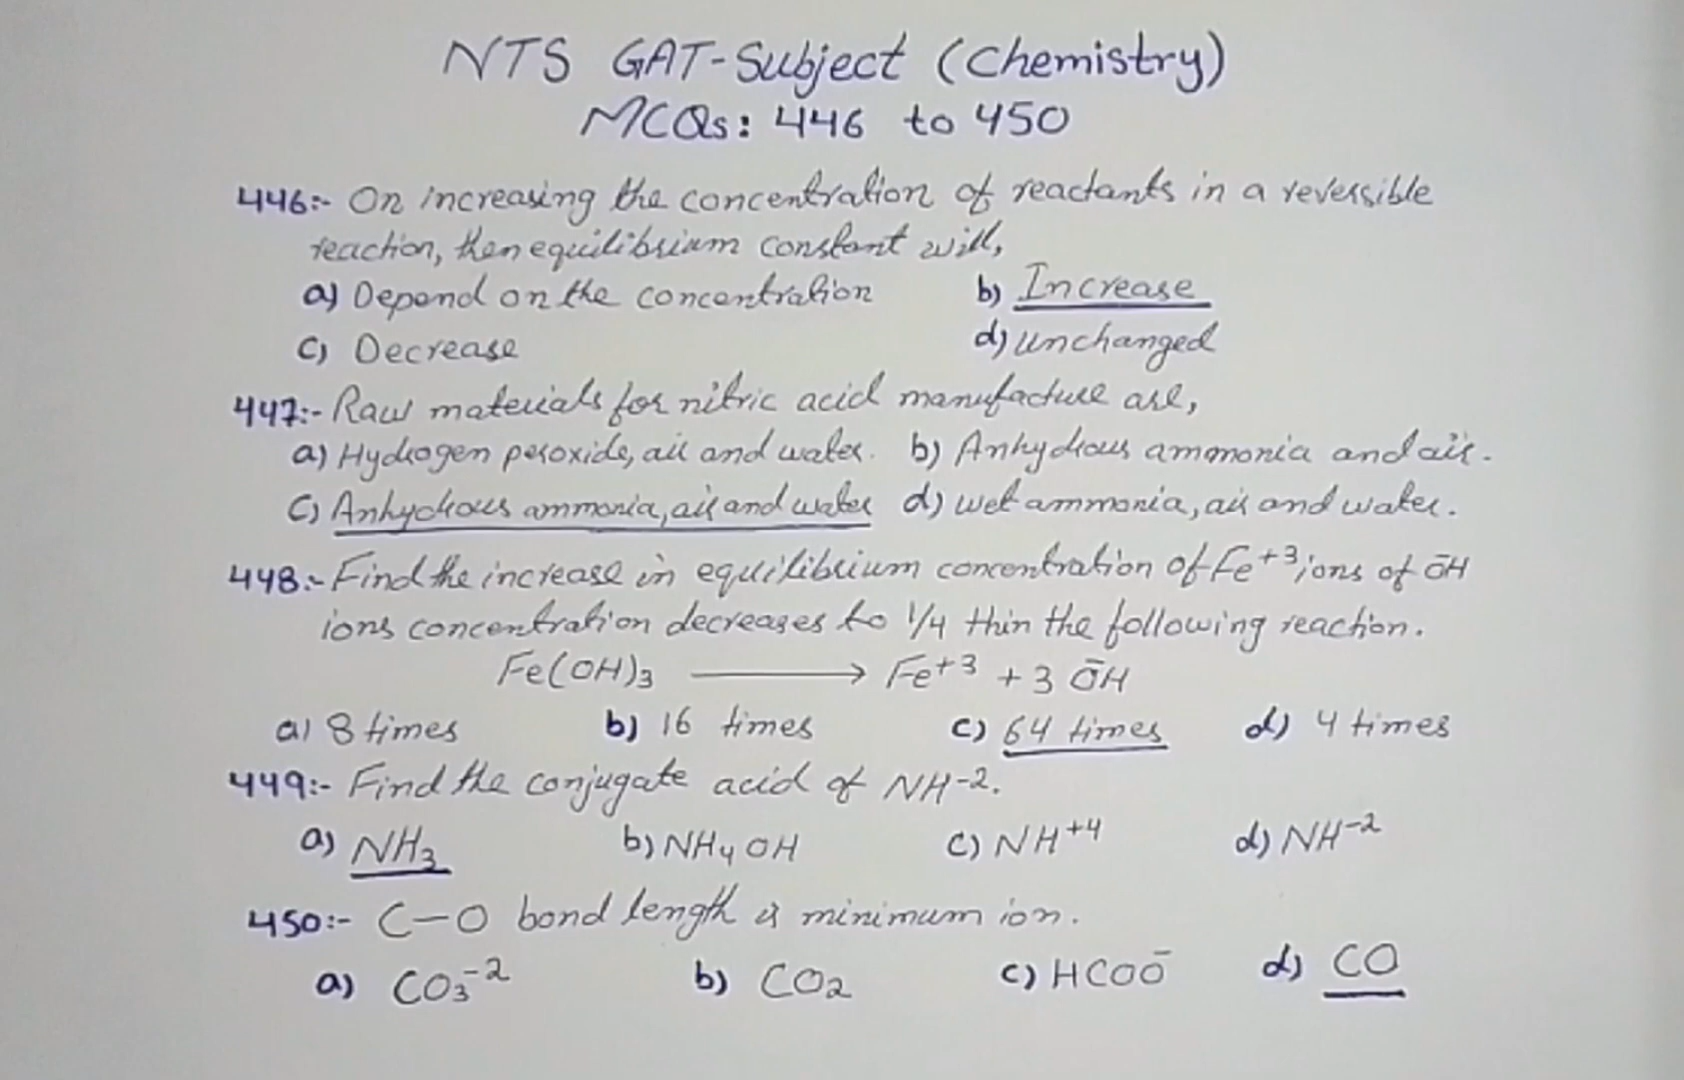 NTS GAT-Subject (Chemistry)
MCQs: 446 to 450
446:- On increasing the concentration of reactants in a reversible
reaction, then equilibrium constant will,
a) Depend on the concentration b) Increase
c) Decrease d) unchanged
447:- Raw materials for nitric acid manufacture are,
a) Hydrogen peroxide, air and water. b) Anhydrous ammonia and air.
c) Anhydrous ammonia, air and water d) wet ammonia, air and water.
448:- Find the increase in equilibrium concentration of Fe⁺³ ions of ŌH
ions concentration decreases to 1/4 thin the following reaction.
Fe(OH)₃ ⟶ Fe⁺³ + 3 ŌH
a) 8 times b) 16 times c) 64 times d) 4 times
449:- Find the conjugate acid of NH-2.
a) NH₃ b) NH₄OH c) NH⁺⁴ d) NH⁻²
450:- C—O bond length is minimum ion.
a) CO₃⁻² b) CO₂ c) HCOŌ d) CO